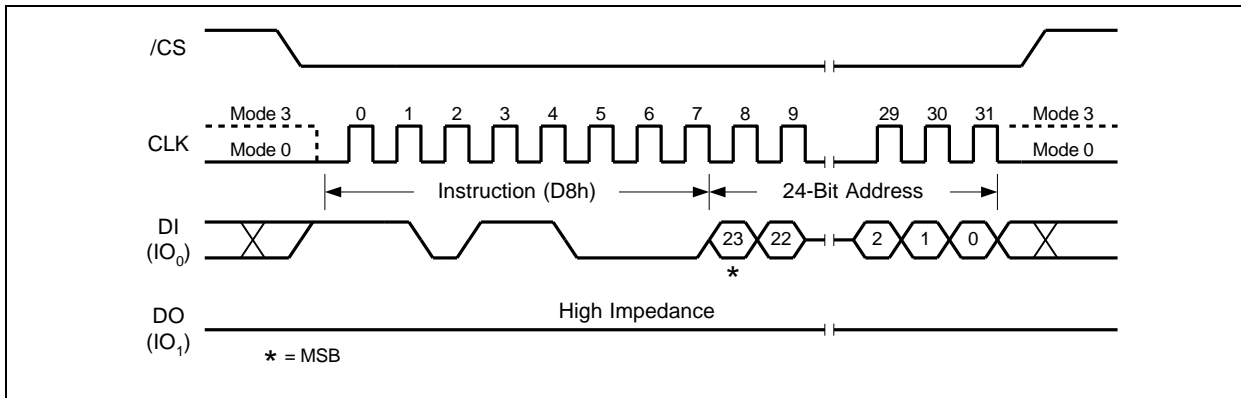 /CS
0 1 2 3 4 5 6 7 8 9 29 30 31
Mode 3 Mode 3
CLK
Mode 0 Mode 0
Instruction (D8h) 24-Bit Address
DI
(IO0)
23 22 2 1 0
*
High Impedance
DO
(IO1)
* = MSB